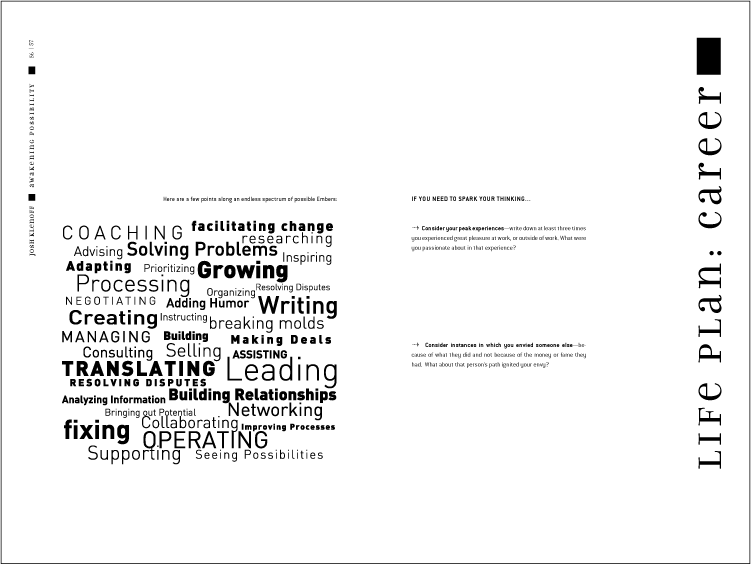 JOSH KLENOFF ■ awakening POSSIBILITY ■ 56 | 57
LIFE PLan: career
Here are a few points along an endless spectrum of possible Embers:
COACHING facilitating change
researching
Advising Solving Problems Inspiring
Adapting Prioritizing Growing
Processing Organizing Resolving Disputes
NEGOTIATING Adding Humor Writing
Creating Instructing breaking molds
MANAGING Building Making Deals
Consulting Selling ASSISTING
TRANSLATING Leading
RESOLVING DISPUTES
Analyzing Information Building Relationships
Bringing out Potential Networking
fixing Collaborating Improving Processes
OPERATING
Supporting Seeing Possibilities
IF YOU NEED TO SPARK YOUR THINKING...
→ Consider your peak experiences—write down at least three times
you experienced great pleasure at work, or outside of work. What were
you passionate about in that experience?
→ Consider instances in which you envied someone else—be-
cause of what they did and not because of the money or fame they
had. What about that person's path ignited your envy?